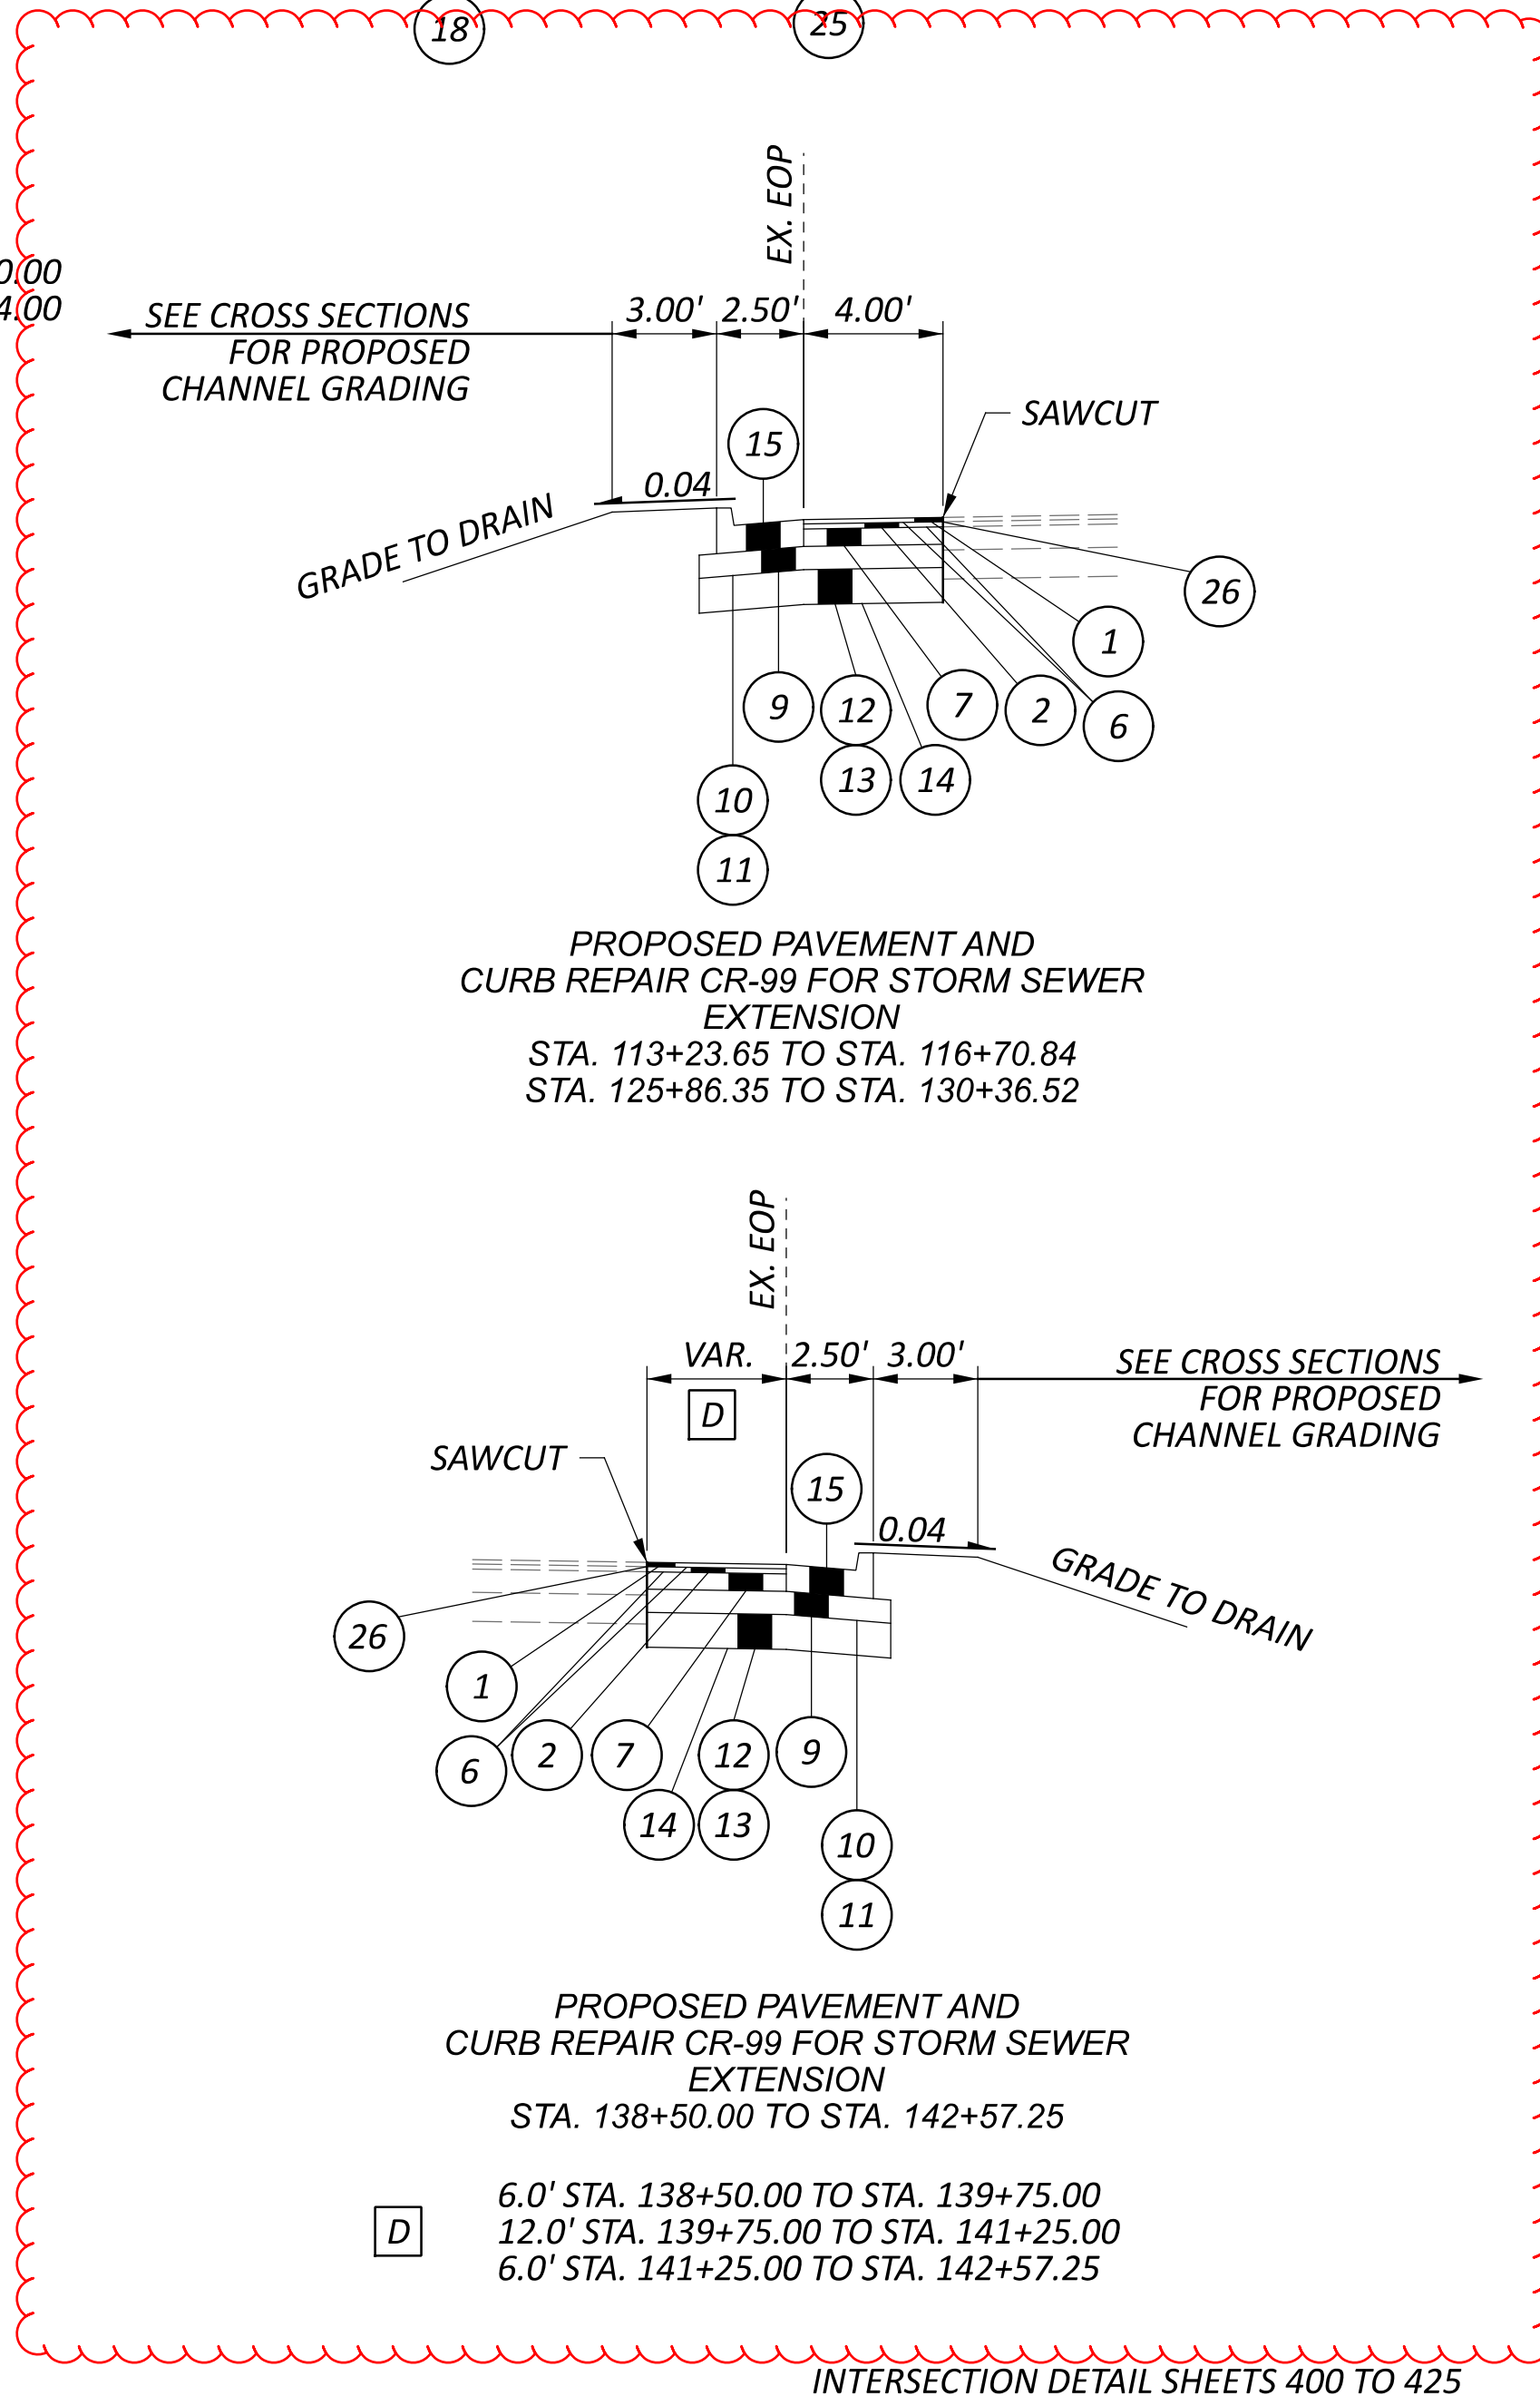 18
25
0.00
4.00
EX. EOP
SEE CROSS SECTIONS
FOR PROPOSED
CHANNEL GRADING
3.00'
2.50'
4.00'
SAWCUT
15
0.04
GRADE TO DRAIN
26
1
9
12
7
2
6
13
14
10
11
PROPOSED PAVEMENT AND
CURB REPAIR CR-99 FOR STORM SEWER
EXTENSION
STA. 113+23.65 TO STA. 116+70.84
STA. 125+86.35 TO STA. 130+36.52
EX. EOP
VAR.
2.50'
3.00'
SEE CROSS SECTIONS
FOR PROPOSED
CHANNEL GRADING
D
SAWCUT
15
0.04
GRADE TO DRAIN
26
1
6
2
7
12
9
14
13
10
11
PROPOSED PAVEMENT AND
CURB REPAIR CR-99 FOR STORM SEWER
EXTENSION
STA. 138+50.00 TO STA. 142+57.25
D
6.0' STA. 138+50.00 TO STA. 139+75.00
12.0' STA. 139+75.00 TO STA. 141+25.00
6.0' STA. 141+25.00 TO STA. 142+57.25
INTERSECTION DETAIL SHEETS 400 TO 425